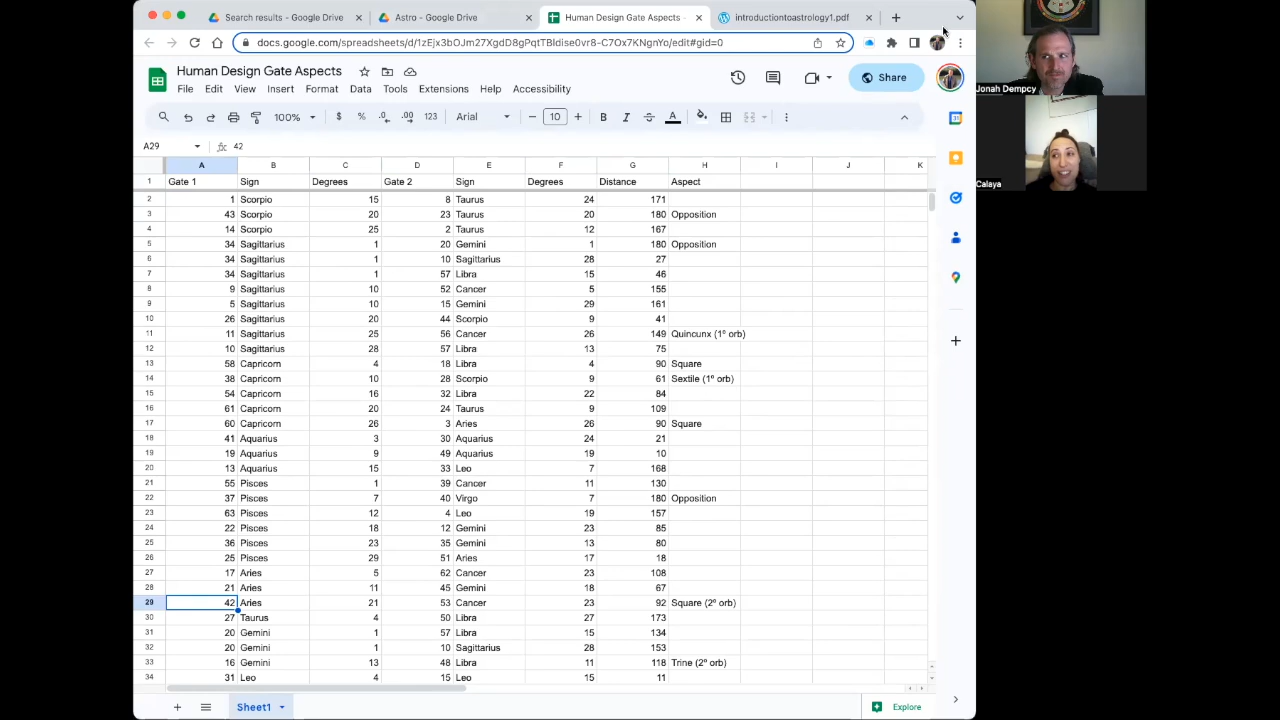 Search results - Google Drive
Astro - Google Drive
Human Design Gate Aspects -
introductiontoastrology1.pdf
docs.google.com/spreadsheets/d/1zEjx3bOJm27XgdD8gPqtTBldise0vr8-C7Ox7KNgnYo/edit#gid=0
Human Design Gate Aspects
File Edit View Insert Format Data Tools Extensions Help Accessibility
Share
100% $ % .0 .00 123 Arial 10 B I A
A29 42
A B C D E F G H I J K
1 Gate 1 Sign Degrees Gate 2 Sign Degrees Distance Aspect
2 1 Scorpio 15 8 Taurus 24 171
3 43 Scorpio 20 23 Taurus 20 180 Opposition
4 14 Scorpio 25 2 Taurus 12 167
5 34 Sagittarius 1 20 Gemini 1 180 Opposition
6 34 Sagittarius 1 10 Sagittarius 28 27
7 34 Sagittarius 1 57 Libra 15 46
8 9 Sagittarius 10 52 Cancer 5 155
9 5 Sagittarius 10 15 Gemini 29 161
10 26 Sagittarius 20 44 Scorpio 9 41
11 11 Sagittarius 25 56 Cancer 26 149 Quincunx (1º orb)
12 10 Sagittarius 28 57 Libra 13 75
13 58 Capricorn 4 18 Libra 4 90 Square
14 38 Capricorn 10 28 Scorpio 9 61 Sextile (1º orb)
15 54 Capricorn 16 32 Libra 22 84
16 61 Capricorn 20 24 Taurus 9 109
17 60 Capricorn 26 3 Aries 26 90 Square
18 41 Aquarius 3 30 Aquarius 24 21
19 19 Aquarius 9 49 Aquarius 19 10
20 13 Aquarius 15 33 Leo 7 168
21 55 Pisces 1 39 Cancer 11 130
22 37 Pisces 7 40 Virgo 7 180 Opposition
23 63 Pisces 12 4 Leo 19 157
24 22 Pisces 18 12 Gemini 23 85
25 36 Pisces 23 35 Gemini 13 80
26 25 Pisces 29 51 Aries 17 18
27 17 Aries 5 62 Cancer 23 108
28 21 Aries 11 45 Gemini 18 67
29 42 Aries 21 53 Cancer 23 92 Square (2º orb)
30 27 Taurus 4 50 Libra 27 173
31 20 Gemini 1 57 Libra 15 134
32 20 Gemini 1 10 Sagittarius 28 153
33 16 Gemini 13 48 Libra 11 118 Trine (2º orb)
34 31 Leo 4 15 Leo 15 11
Sheet1
Explore
Jonah Dempcy
Calaya